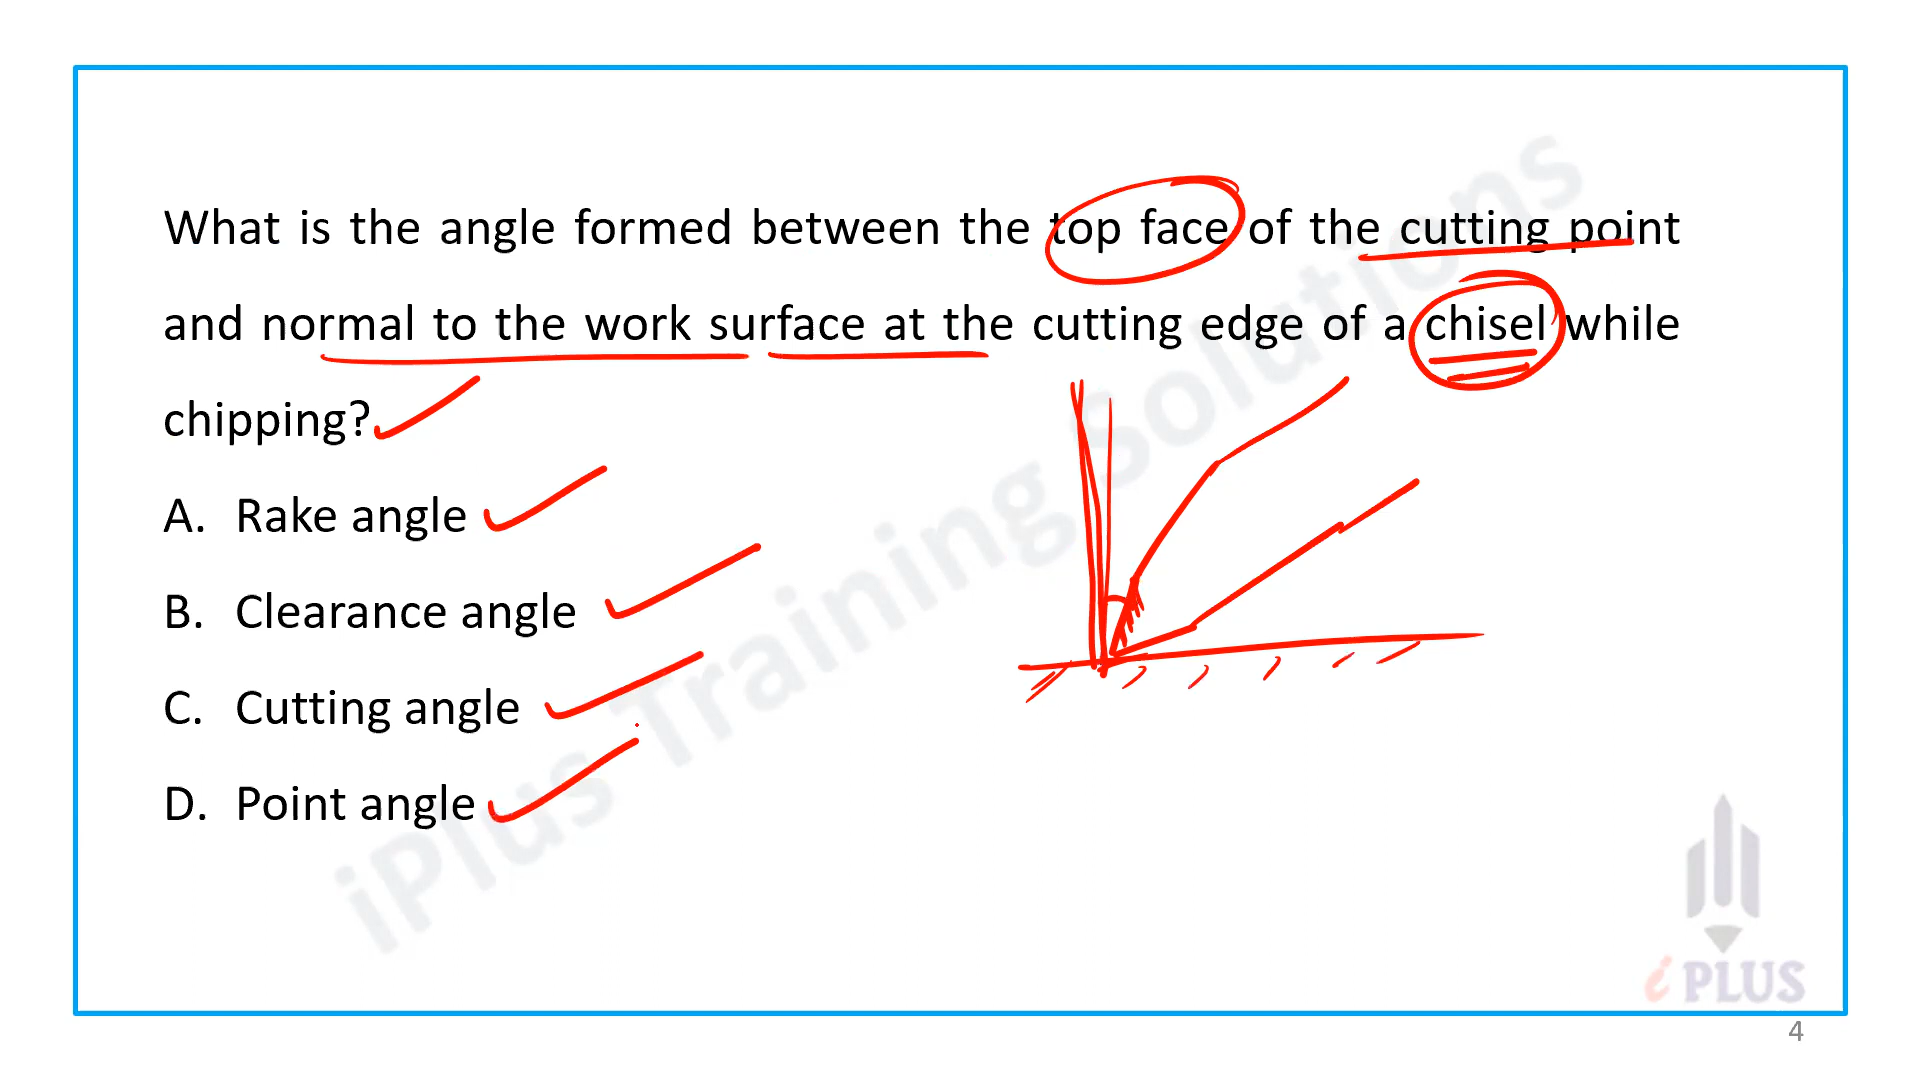 What is the angle formed between the top face of the cutting point
and normal to the work surface at the cutting edge of a chisel while
chipping?
A. Rake angle
B. Clearance angle
C. Cutting angle
D. Point angle
iPlus Training Solutions
i PLUS
4